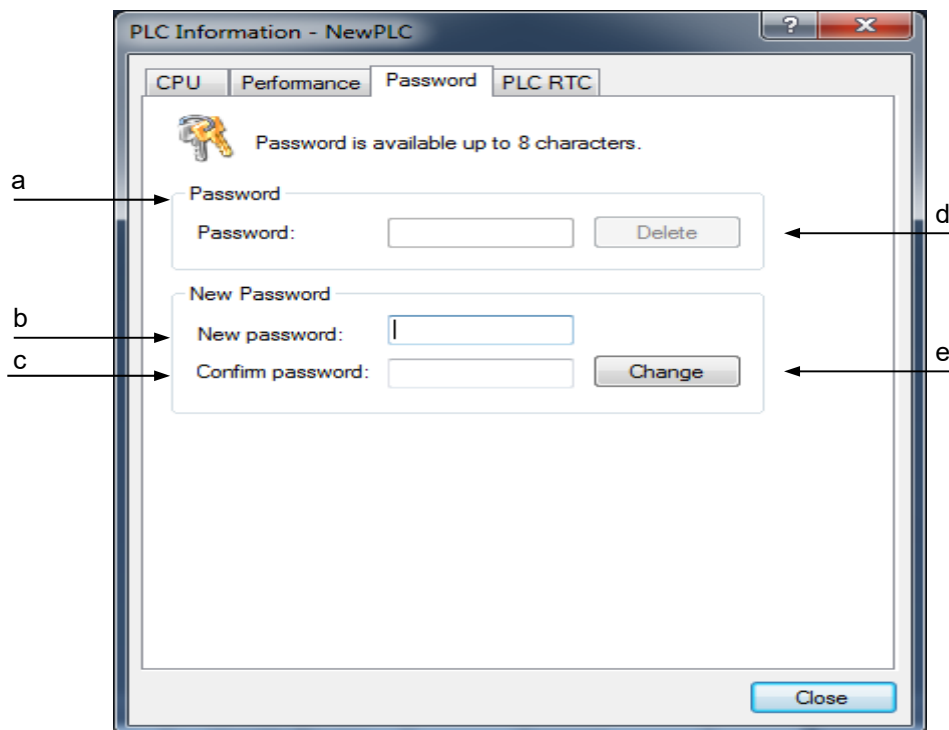 PLC Information - NewPLC ?
CPU Performance Password PLC RTC
Password is available up to 8 characters.
a
Password
Password: Delete
d
New Password
b
New password:
c
Confirm password: Change
e
Close